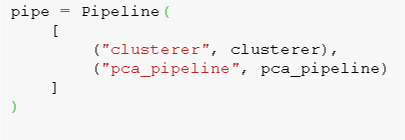 pipe = Pipeline(
    [
        ("clusterer", clusterer),
        ("pca_pipeline", pca_pipeline)
    ]
)